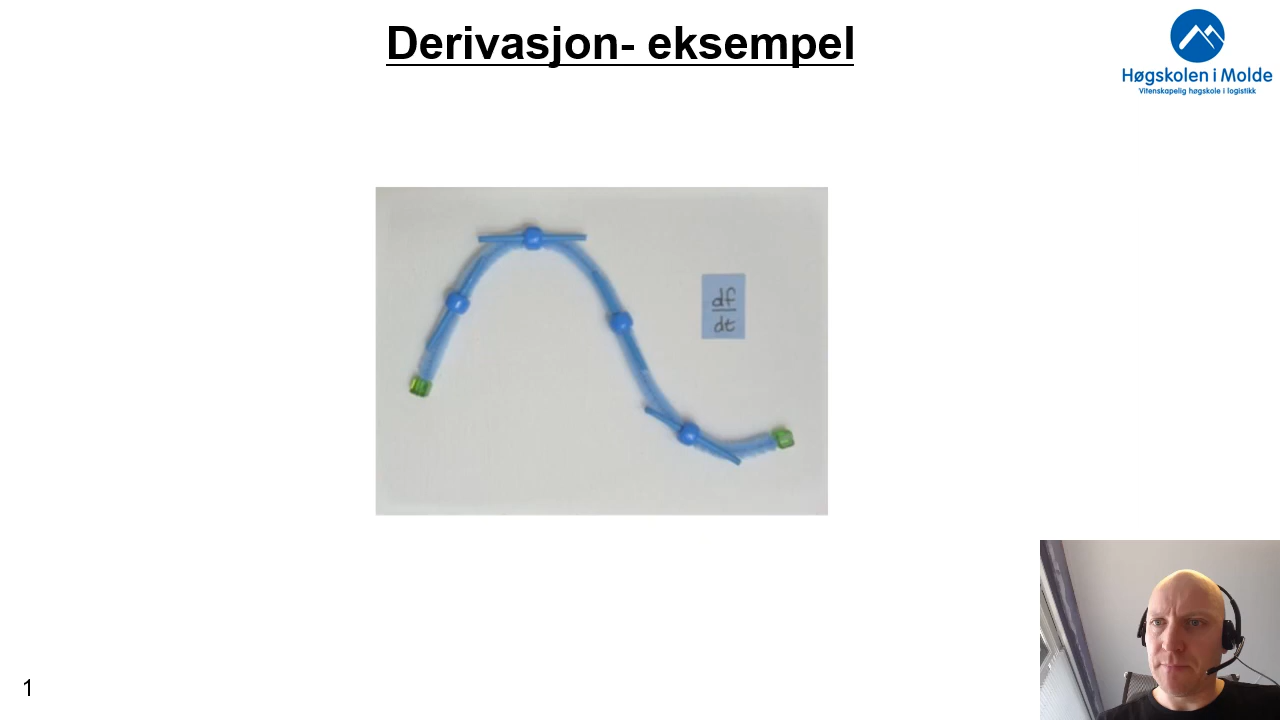 Derivasjon- eksempel
Høgskolen i Molde
Vitenskapelig høgskole i logistikk
df
dt
1